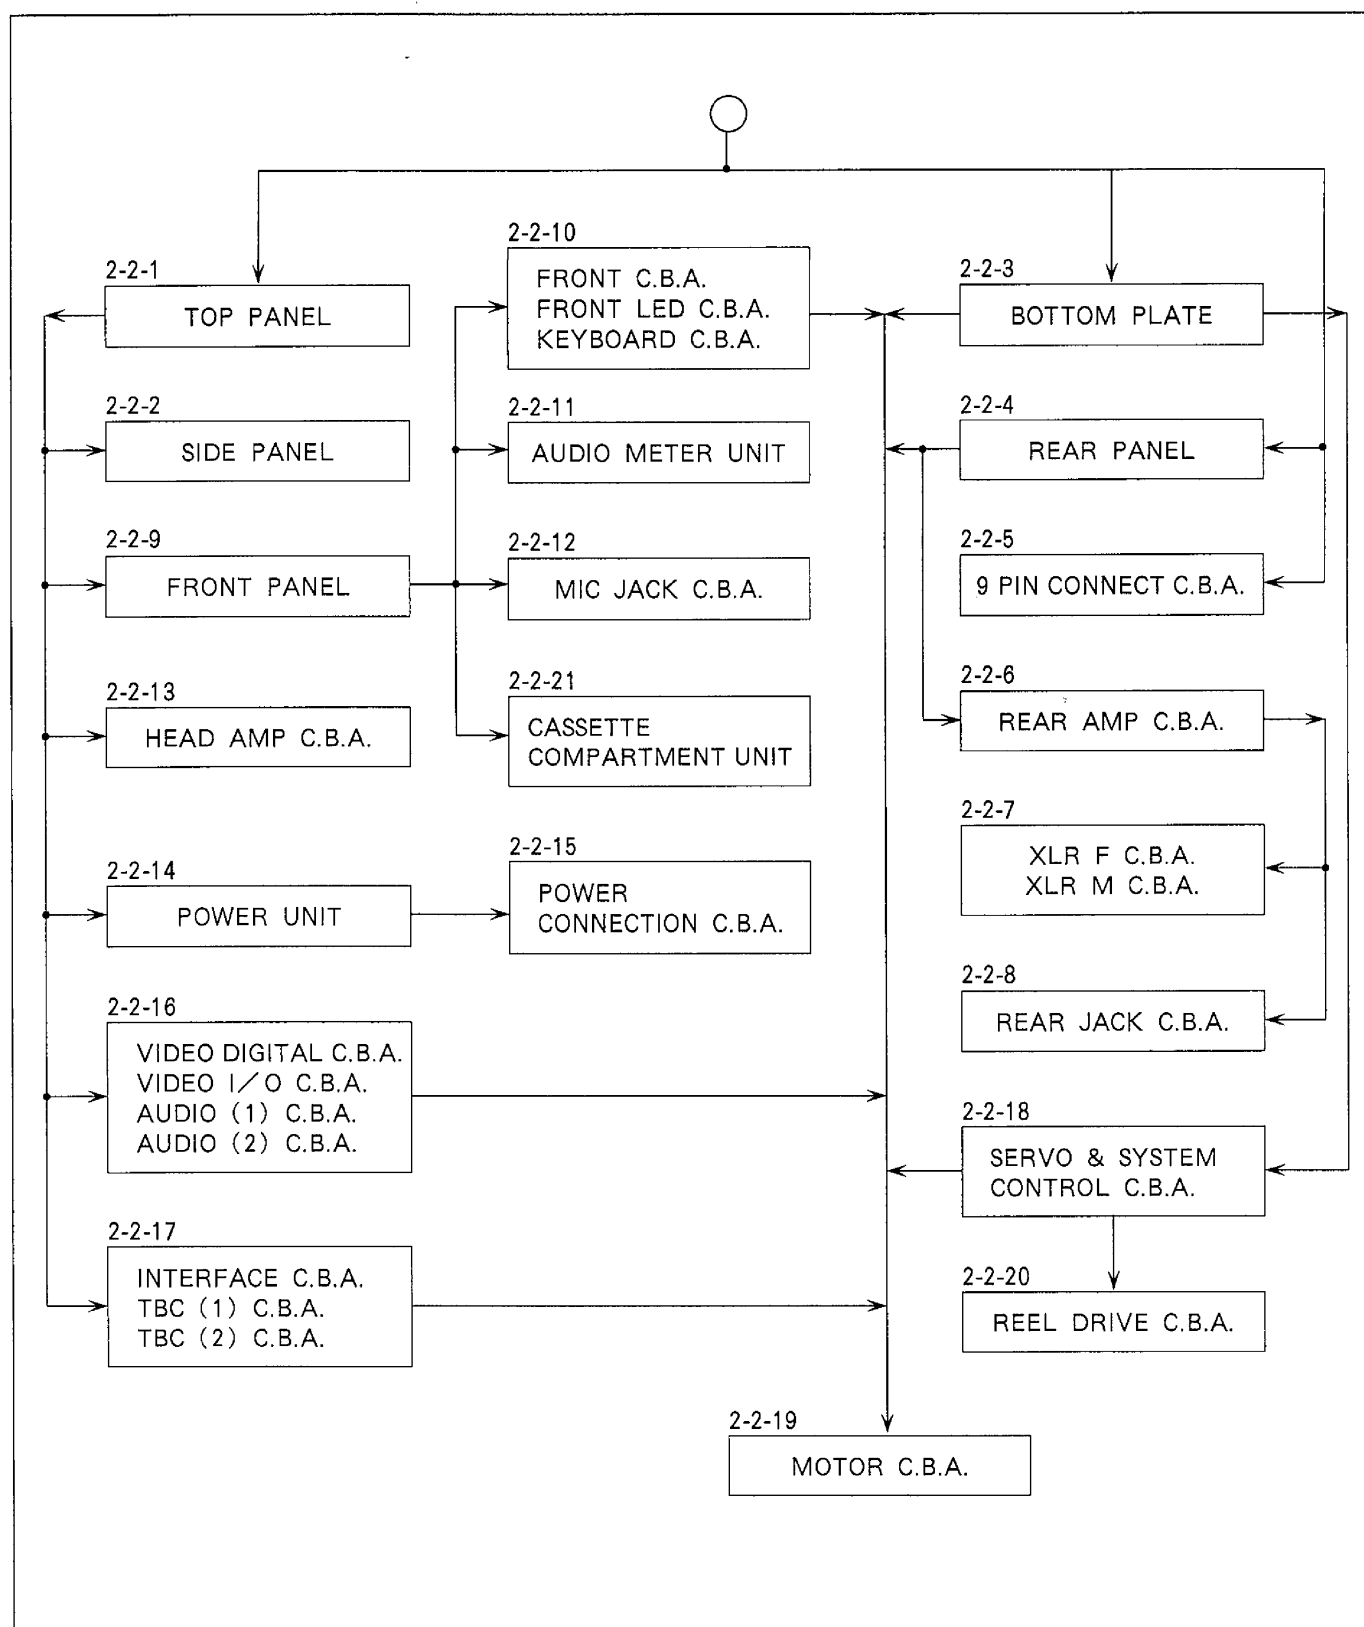 2-2-1
TOP PANEL
2-2-2
SIDE PANEL
2-2-9
FRONT PANEL
2-2-13
HEAD AMP C.B.A.
2-2-14
POWER UNIT
2-2-16
VIDEO DIGITAL C.B.A.
VIDEO I/O C.B.A.
AUDIO (1) C.B.A.
AUDIO (2) C.B.A.
2-2-17
INTERFACE C.B.A.
TBC (1) C.B.A.
TBC (2) C.B.A.
2-2-10
FRONT C.B.A.
FRONT LED C.B.A.
KEYBOARD C.B.A.
2-2-11
AUDIO METER UNIT
2-2-12
MIC JACK C.B.A.
2-2-21
CASSETTE
COMPARTMENT UNIT
2-2-15
POWER
CONNECTION C.B.A.
2-2-3
BOTTOM PLATE
2-2-4
REAR PANEL
2-2-5
9 PIN CONNECT C.B.A.
2-2-6
REAR AMP C.B.A.
2-2-7
XLR F C.B.A.
XLR M C.B.A.
2-2-8
REAR JACK C.B.A.
2-2-18
SERVO & SYSTEM
CONTROL C.B.A.
2-2-20
REEL DRIVE C.B.A.
2-2-19
MOTOR C.B.A.